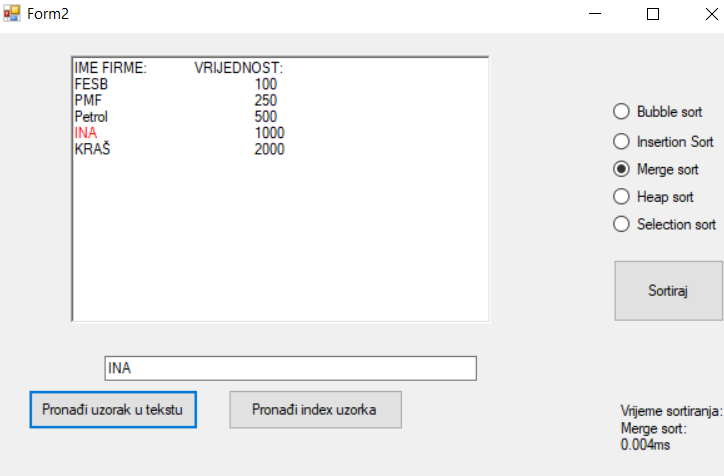 Form2
IME FIRME: VRIJEDNOST:
FESB 100
PMF 250
Petrol 500
INA 1000
KRAŠ 2000
Bubble sort
Insertion Sort
Merge sort
Heap sort
Selection sort
Sortiraj
INA
Pronađi uzorak u tekstu
Pronađi index uzorka
Vrijeme sortiranja:
Merge sort:
0.004ms